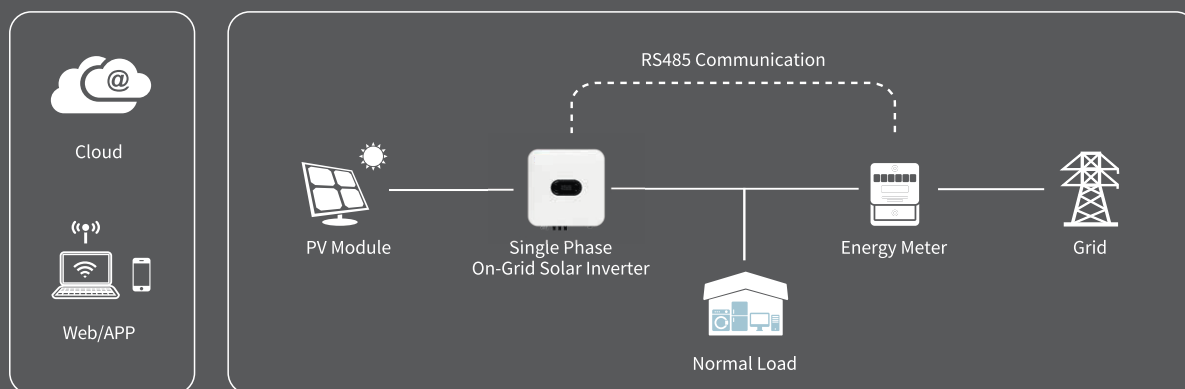 @
Cloud
Web/APP
RS485 Communication
PV Module
Single Phase
On-Grid Solar Inverter
Energy Meter
Grid
Normal Load